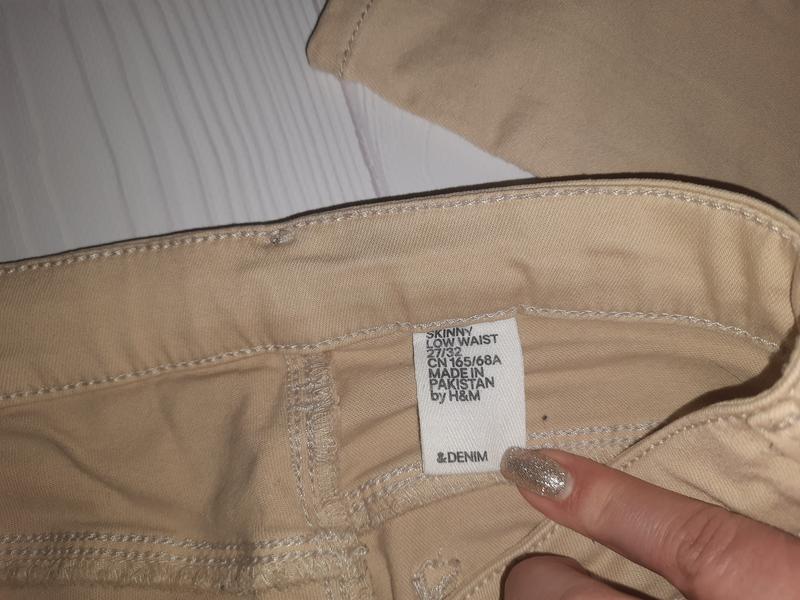 SKINNY
LOW WAIST
27/32
CN 165/68A
MADE IN
PAKISTAN
by H&M
&DENIM